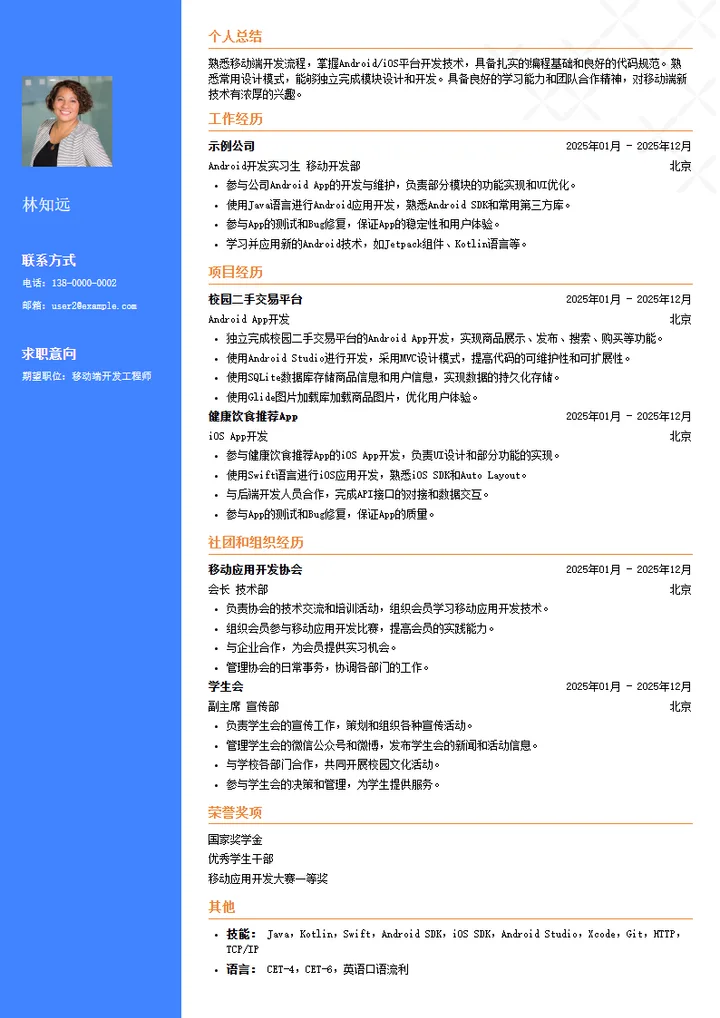 林知远
联系方式
电话：138-0000-0002
邮箱：user2@example.com
求职意向
期望职位：移动端开发工程师
个人总结
熟悉移动端开发流程，掌握Android/iOS平台开发技术，具备扎实的编程基础和良好的代码规范。熟
悉常用设计模式，能够独立完成模块设计和开发。具备良好的学习能力和团队合作精神，对移动端新
技术有浓厚的兴趣。
工作经历
示例公司 2025年01月 - 2025年12月
Android开发实习生 移动开发部 北京
• 参与公司Android App的开发与维护，负责部分模块的功能实现和UI优化。
• 使用Java语言进行Android应用开发，熟悉Android SDK和常用第三方库。
• 参与App的测试和Bug修复，保证App的稳定性和用户体验。
• 学习并应用新的Android技术，如Jetpack组件、Kotlin语言等。
项目经历
校园二手交易平台 2025年01月 - 2025年12月
Android App开发 北京
• 独立完成校园二手交易平台的Android App开发，实现商品展示、发布、搜索、购买等功能。
• 使用Android Studio进行开发，采用MVC设计模式，提高代码的可维护性和可扩展性。
• 使用SQLite数据库存储商品信息和用户信息，实现数据的持久化存储。
• 使用Glide图片加载库加载商品图片，优化用户体验。
健康饮食推荐App 2025年01月 - 2025年12月
iOS App开发 北京
• 参与健康饮食推荐App的iOS App开发，负责UI设计和部分功能的实现。
• 使用Swift语言进行iOS应用开发，熟悉iOS SDK和Auto Layout。
• 与后端开发人员合作，完成API接口的对接和数据交互。
• 参与App的测试和Bug修复，保证App的质量。
社团和组织经历
移动应用开发协会 2025年01月 - 2025年12月
会长 技术部 北京
• 负责协会的技术交流和培训活动，组织会员学习移动应用开发技术。
• 组织会员参与移动应用开发比赛，提高会员的实践能力。
• 与企业合作，为会员提供实习机会。
• 管理协会的日常事务，协调各部门的工作。
学生会 2025年01月 - 2025年12月
副主席 宣传部 北京
• 负责学生会的宣传工作，策划和组织各种宣传活动。
• 管理学生会的微信公众号和微博，发布学生会的新闻和活动信息。
• 与学校各部门合作，共同开展校园文化活动。
• 参与学生会的决策和管理，为学生提供服务。
荣誉奖项
国家奖学金
优秀学生干部
移动应用开发大赛一等奖
其他
• 技能： Java，Kotlin，Swift，Android SDK，iOS SDK，Android Studio，Xcode，Git，HTTP，
TCP/IP
• 语言： CET-4，CET-6，英语口语流利